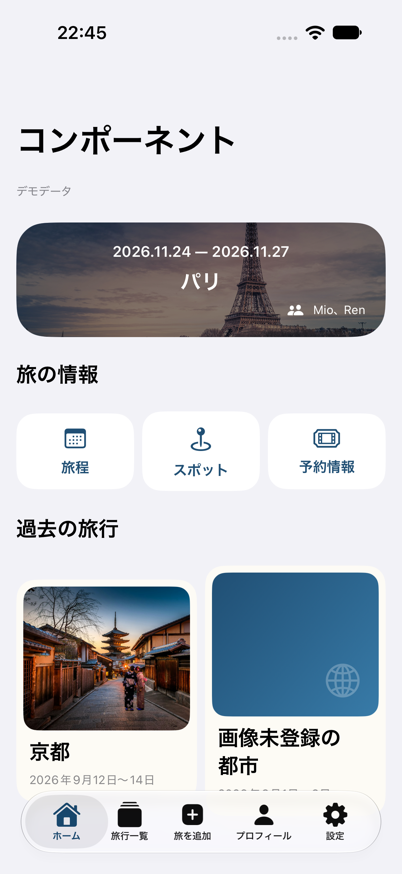 22:45
コンポーネント
デモデータ
2026.11.24 — 2026.11.27
パリ
Mio、Ren
旅の情報
旅程
スポット
予約情報
過去の旅行
京都
2026年9月12日〜14日
画像未登録の
都市
ホーム
旅行一覧
旅を追加
プロフィール
設定